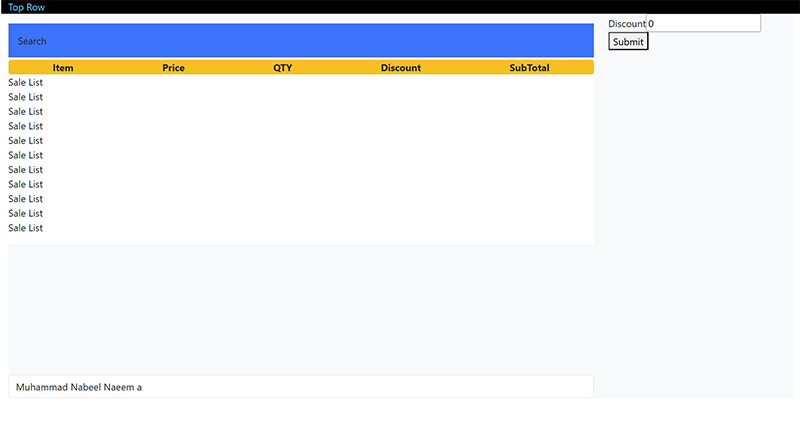 Top Row
Search
Item Price QTY Discount SubTotal
Sale List
Sale List
Sale List
Sale List
Sale List
Sale List
Sale List
Sale List
Sale List
Sale List
Sale List
Muhammad Nabeel Naeem a
Discount 0
Submit